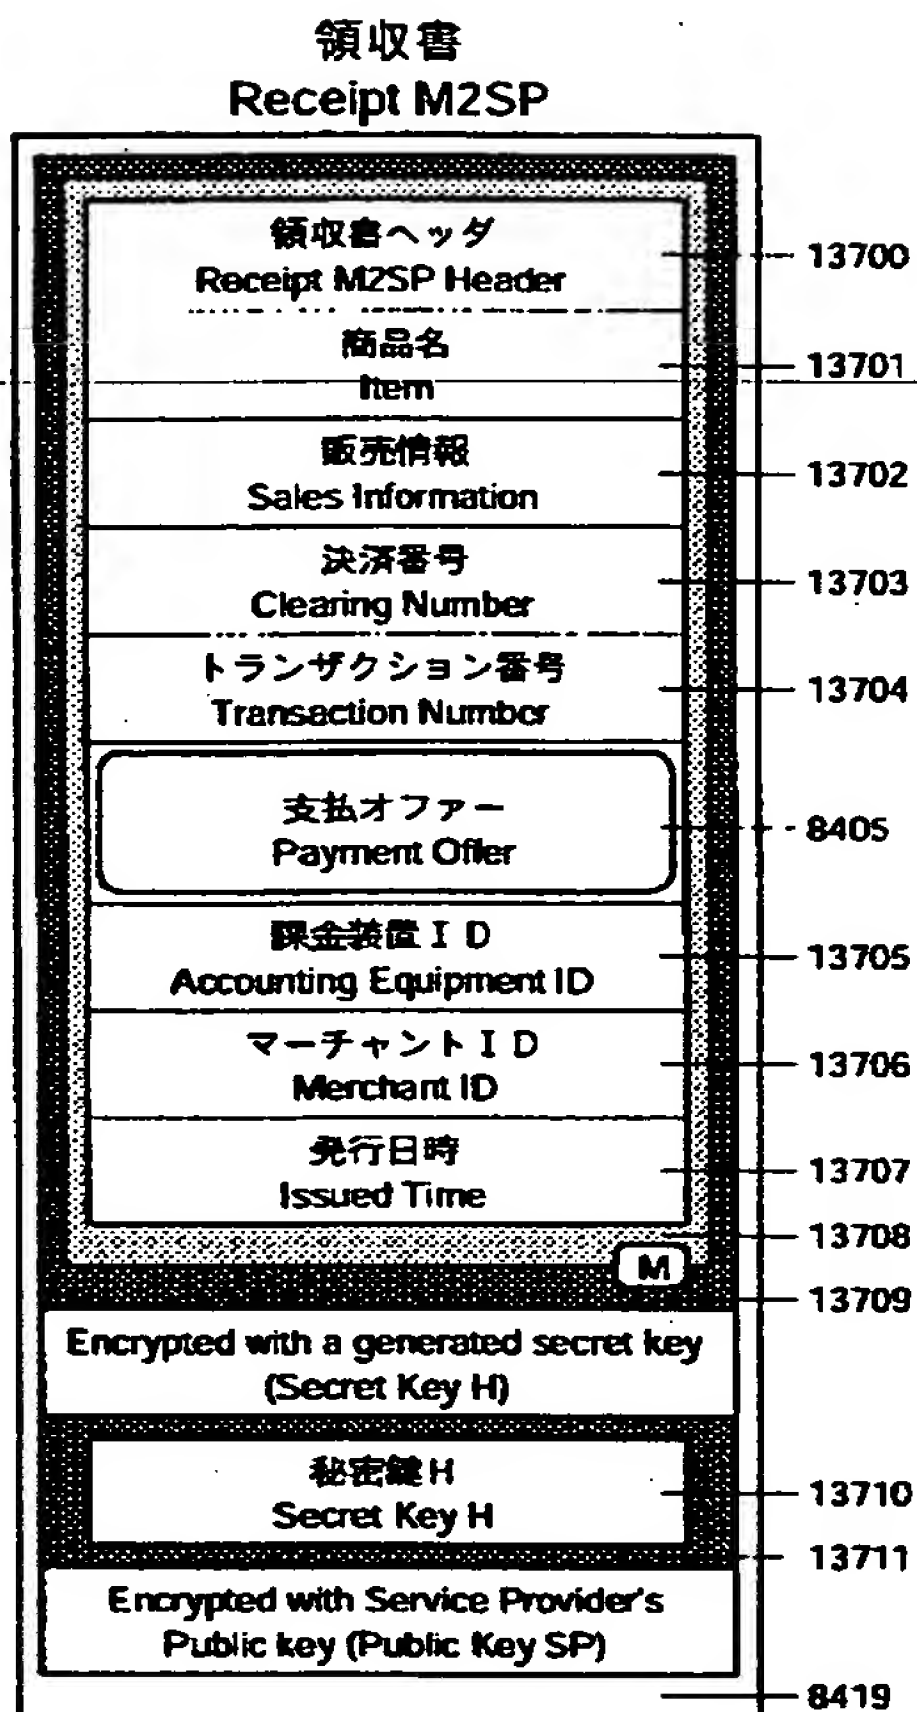 領収書
Receipt M2SP
領収書ヘッダ
Receipt M2SP Header
13700
商品名
Item
13701
販売情報
Sales Information
13702
決済番号
Clearing Number
13703
トランザクション番号
Transaction Number
13704
支払オファー
Payment Offer
8405
課金装置ID
Accounting Equipment ID
13705
マーチャントID
Merchant ID
13706
発行日時
Issued Time
13707
13708
M
13709
Encrypted with a generated secret key
(Secret Key H)
秘密鍵H
Secret Key H
13710
13711
Encrypted with Service Provider's
Public key (Public Key SP)
8419